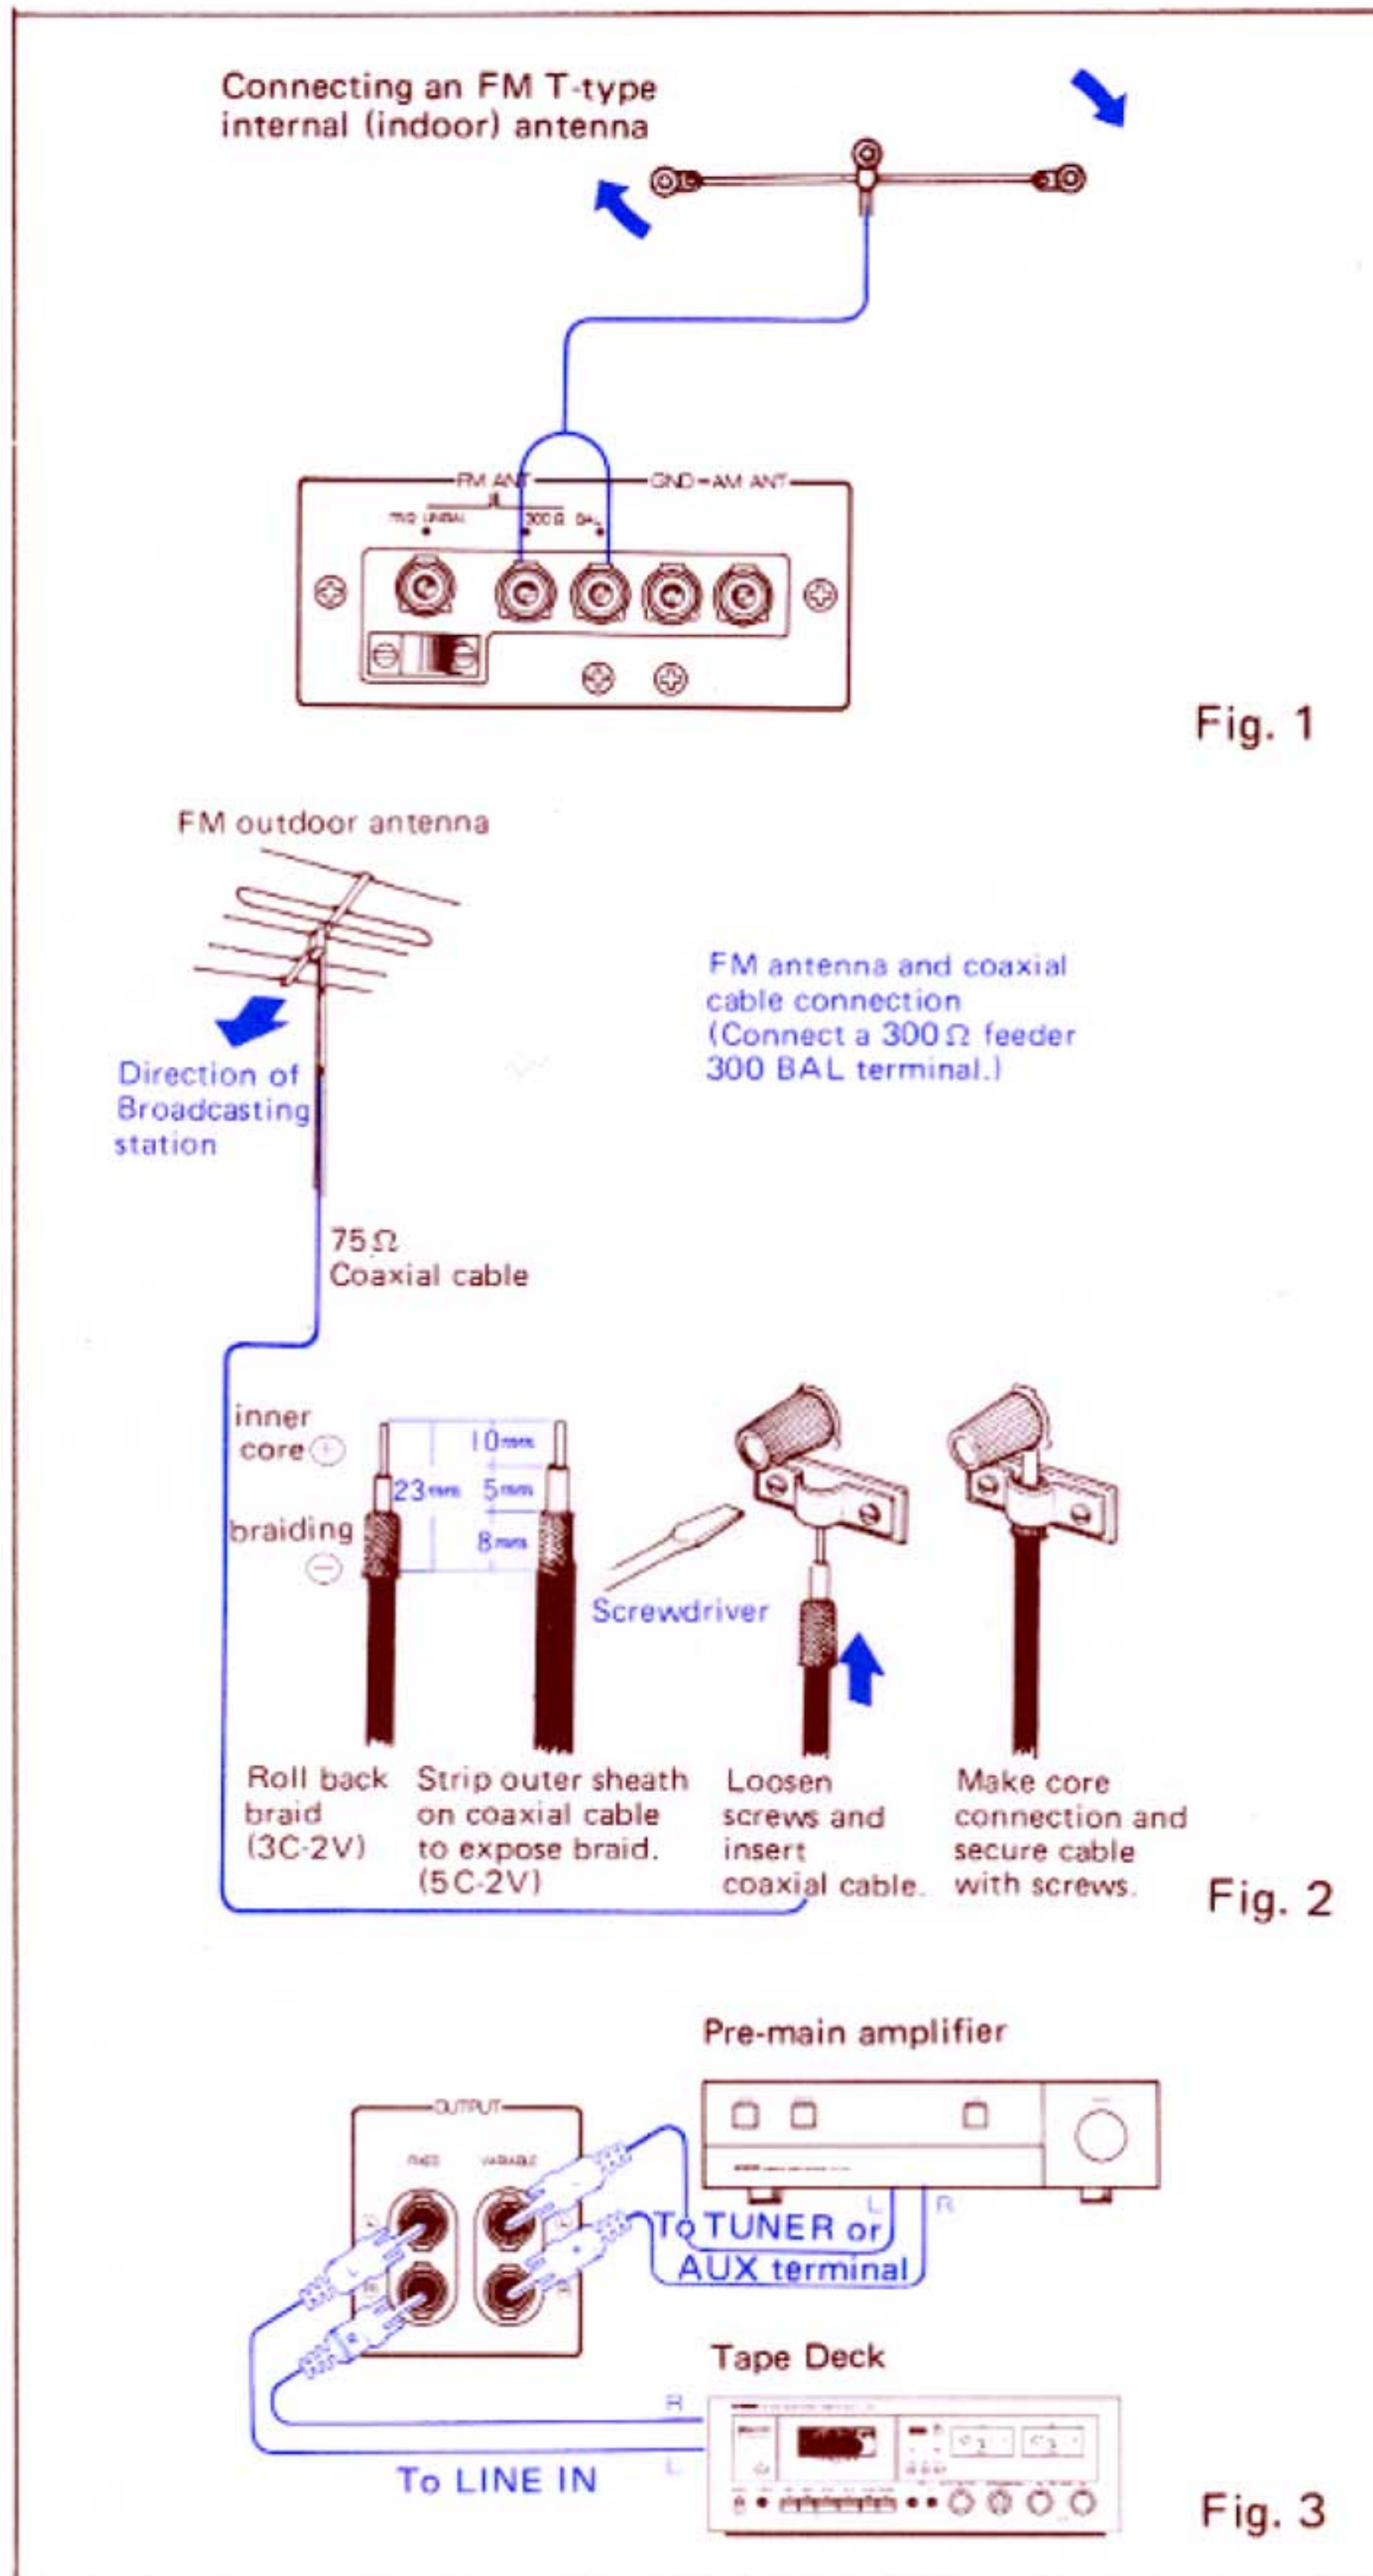 Connecting an FM T-type
internal (indoor) antenna
FM ANT
GND AM ANT
300Ω BAL
Fig. 1
FM outdoor antenna
FM antenna and coaxial
cable connection
(Connect a 300Ω feeder
300 BAL terminal.)
Direction of
Broadcasting
station
75Ω
Coaxial cable
inner
core ⊕
braiding
⊖
23mm
10mm
5mm
8mm
Screwdriver
Roll back
braid
(3C-2V)
Strip outer sheath
on coaxial cable
to expose braid.
(5C-2V)
Loosen
screws and
insert
coaxial cable.
Make core
connection and
secure cable
with screws.
Fig. 2
Pre-main amplifier
OUTPUT
FIXED
VARIABLE
L
R
To TUNER or
AUX terminal
L
R
Tape Deck
R
L
To LINE IN
Fig. 3